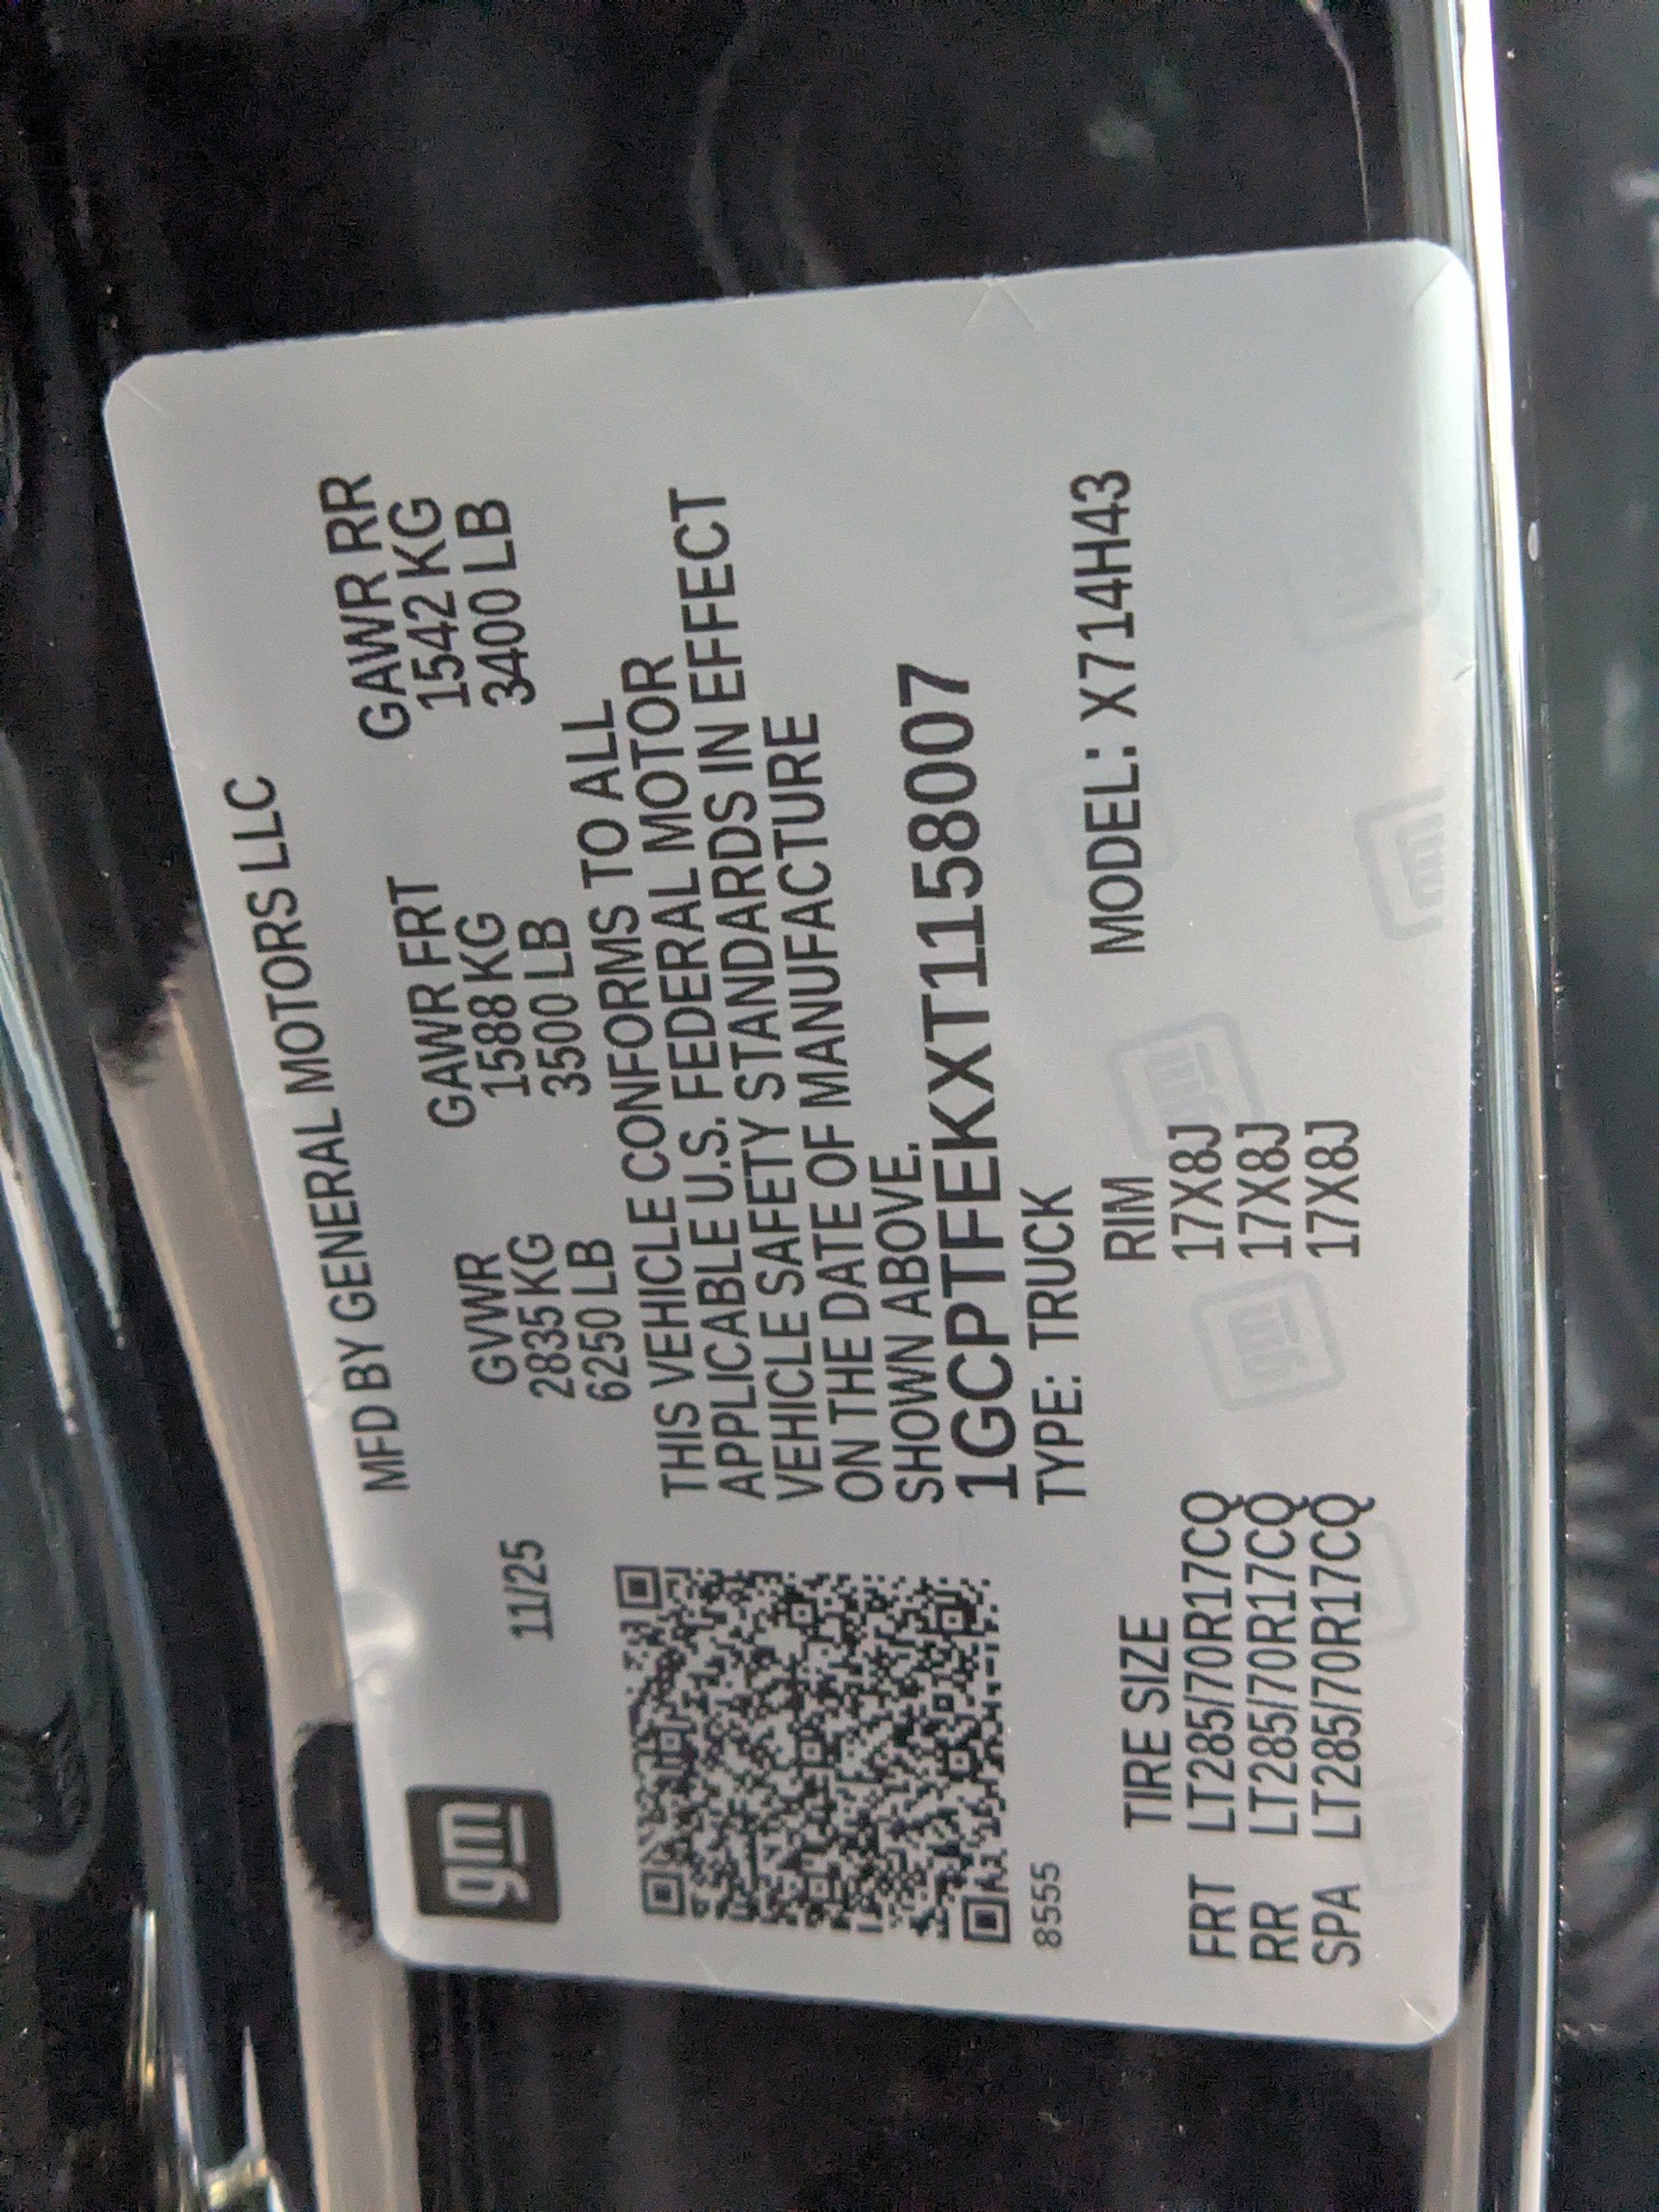 gm
MFD BY GENERAL MOTORS LLC
11/25
GVWR GAWR FRT GAWR RR
2835 KG 1588 KG 1542 KG
6250 LB 3500 LB 3400 LB
THIS VEHICLE CONFORMS TO ALL
APPLICABLE U.S. FEDERAL MOTOR
VEHICLE SAFETY STANDARDS IN EFFECT
ON THE DATE OF MANUFACTURE
SHOWN ABOVE.
1GCPTFEKXT1158007
8555
TYPE: TRUCK
TIRE SIZE RIM MODEL: X714H43
FRT LT285/70R17CQ 17X8J
RR LT285/70R17CQ 17X8J
SPA LT285/70R17CQ 17X8J
gm
gm
gm